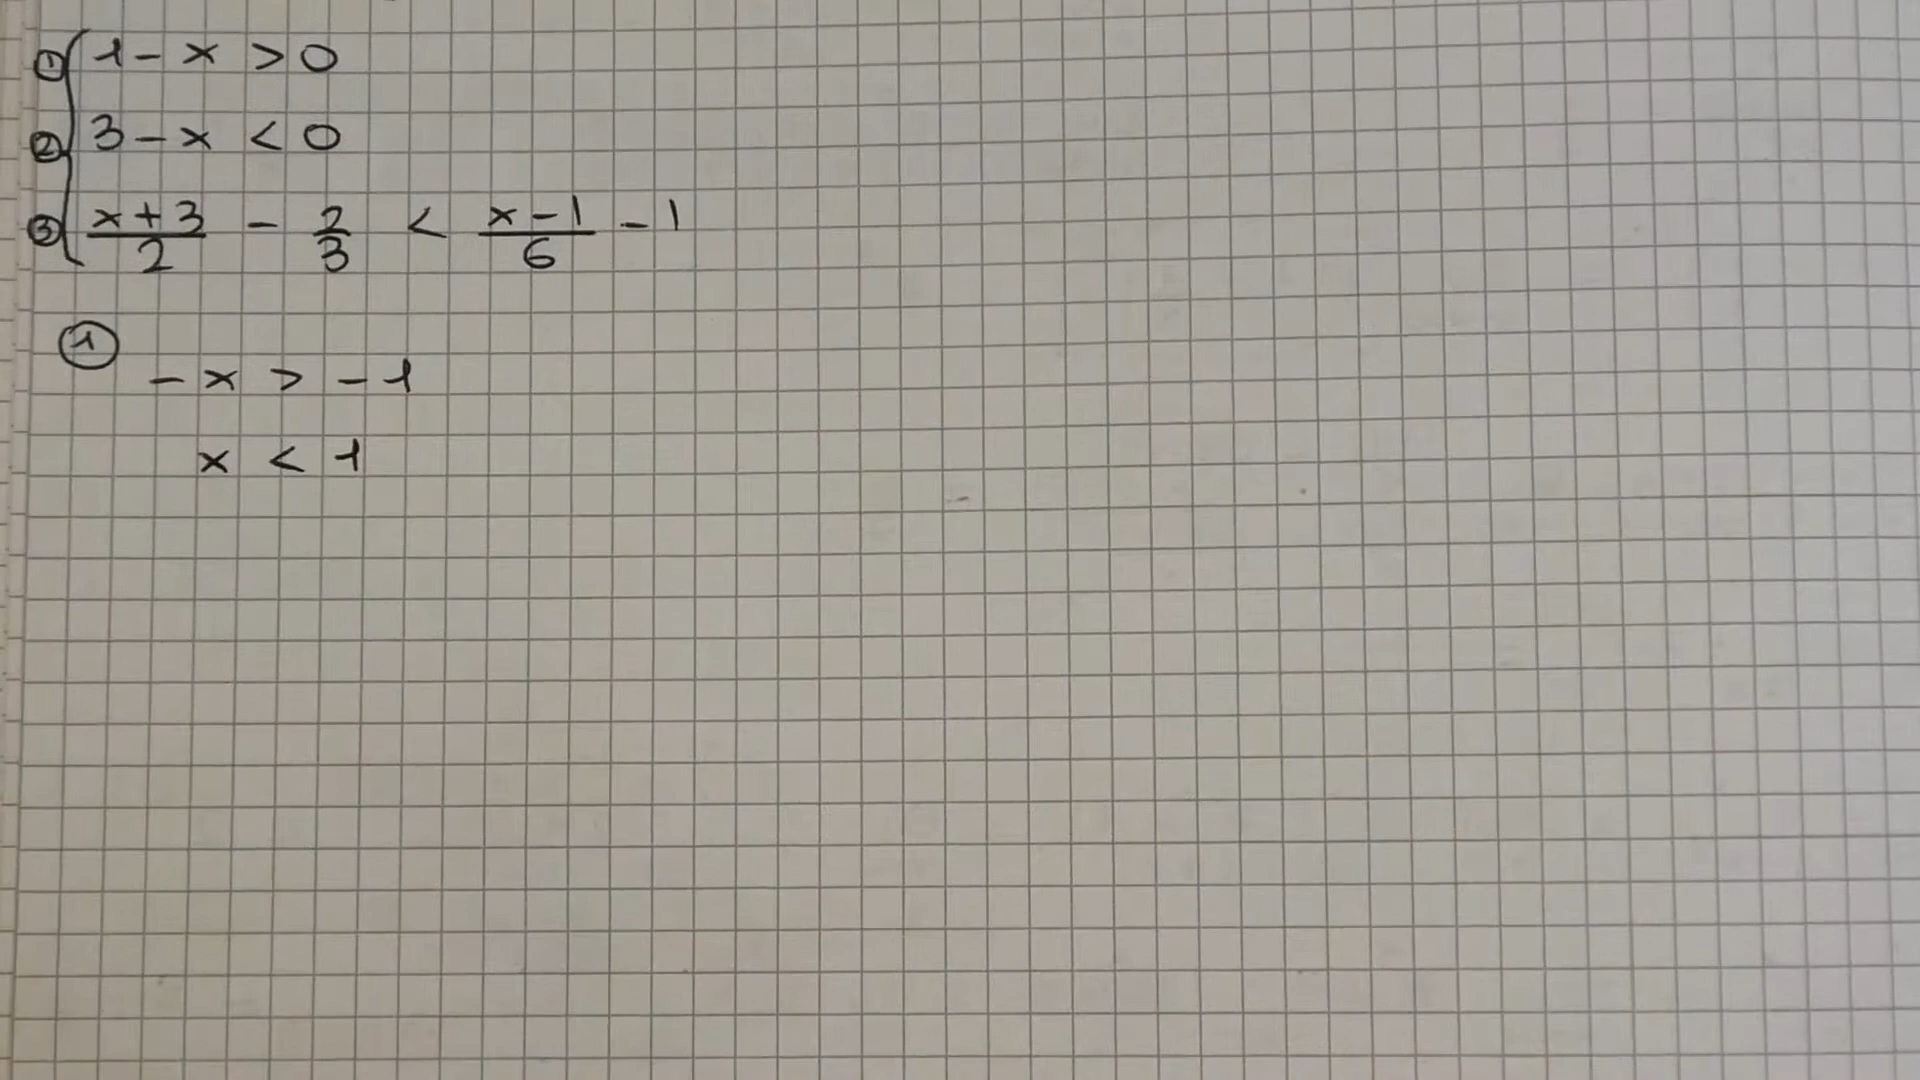 ① 1 - x > 0
② 3 - x < 0
③ (x+3)/2 - 2/3 < (x-1)/6 - 1
①
- x > - 1
x < 1